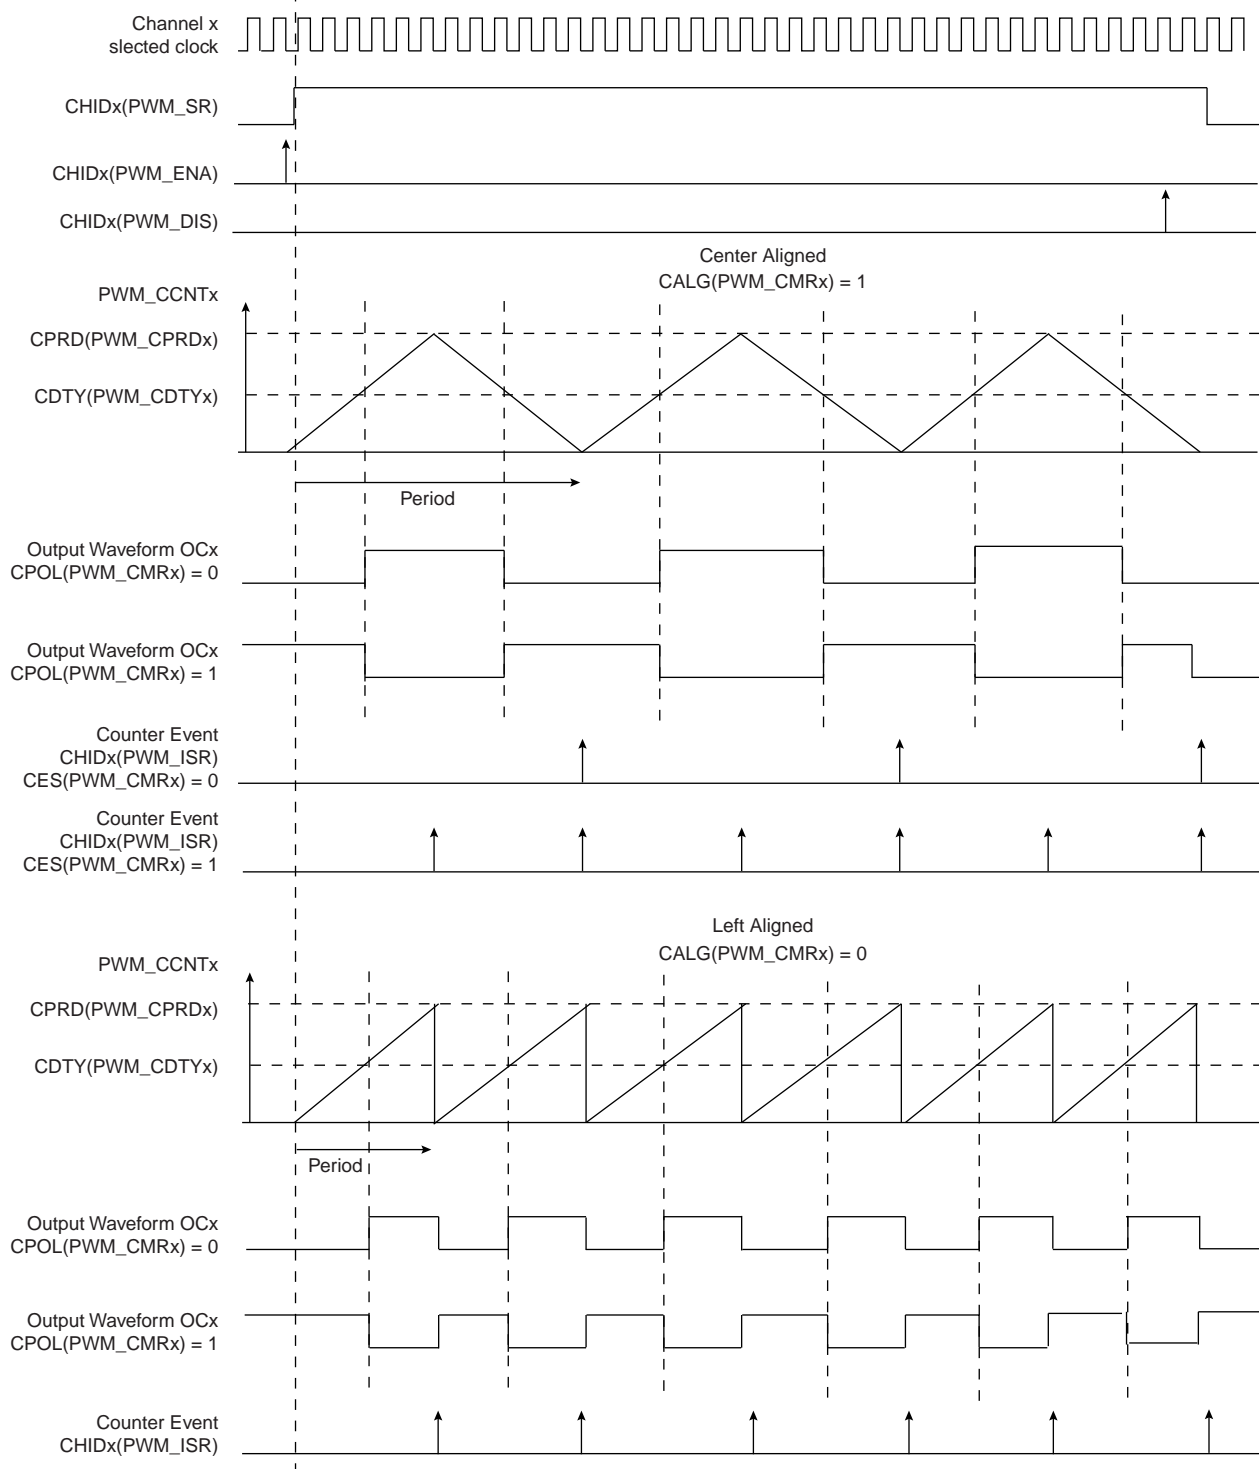 Channel x
slected clock
CHIDx(PWM_SR)
CHIDx(PWM_ENA)
CHIDx(PWM_DIS)
Center Aligned
CALG(PWM_CMRx) = 1
PWM_CCNTx
CPRD(PWM_CPRDx)
CDTY(PWM_CDTYx)
Period
Output Waveform OCx
CPOL(PWM_CMRx) = 0
Output Waveform OCx
CPOL(PWM_CMRx) = 1
Counter Event
CHIDx(PWM_ISR)
CES(PWM_CMRx) = 0
Counter Event
CHIDx(PWM_ISR)
CES(PWM_CMRx) = 1
Left Aligned
CALG(PWM_CMRx) = 0
PWM_CCNTx
CPRD(PWM_CPRDx)
CDTY(PWM_CDTYx)
Period
Output Waveform OCx
CPOL(PWM_CMRx) = 0
Output Waveform OCx
CPOL(PWM_CMRx) = 1
Counter Event
CHIDx(PWM_ISR)